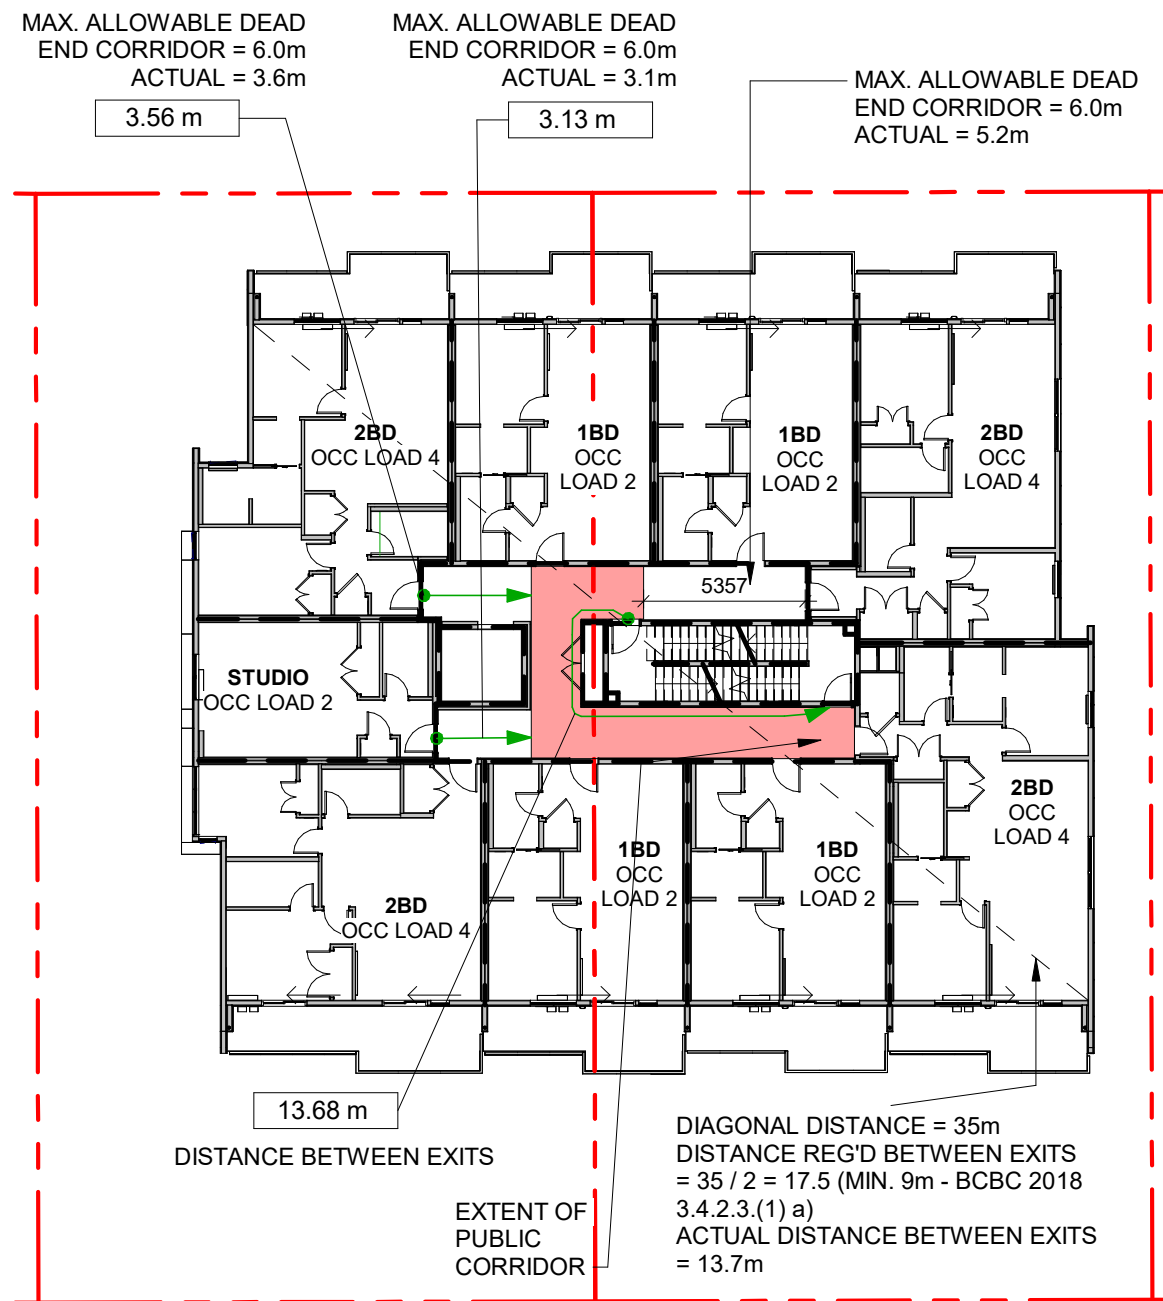 MAX. ALLOWABLE DEAD
END CORRIDOR = 6.0m
ACTUAL = 3.6m
3.56 m
MAX. ALLOWABLE DEAD
END CORRIDOR = 6.0m
ACTUAL = 3.1m
3.13 m
MAX. ALLOWABLE DEAD
END CORRIDOR = 6.0m
ACTUAL = 5.2m
2BD
OCC LOAD 4
1BD
OCC
LOAD 2
1BD
OCC
LOAD 2
2BD
OCC
LOAD 4
5357
STUDIO
OCC LOAD 2
2BD
OCC LOAD 4
1BD
OCC
LOAD 2
1BD
OCC
LOAD 2
2BD
OCC
LOAD 4
13.68 m
DISTANCE BETWEEN EXITS
EXTENT OF
PUBLIC
CORRIDOR
DIAGONAL DISTANCE = 35m
DISTANCE REG'D BETWEEN EXITS
= 35 / 2 = 17.5 (MIN. 9m - BCBC 2018
3.4.2.3.(1) a)
ACTUAL DISTANCE BETWEEN EXITS
= 13.7m